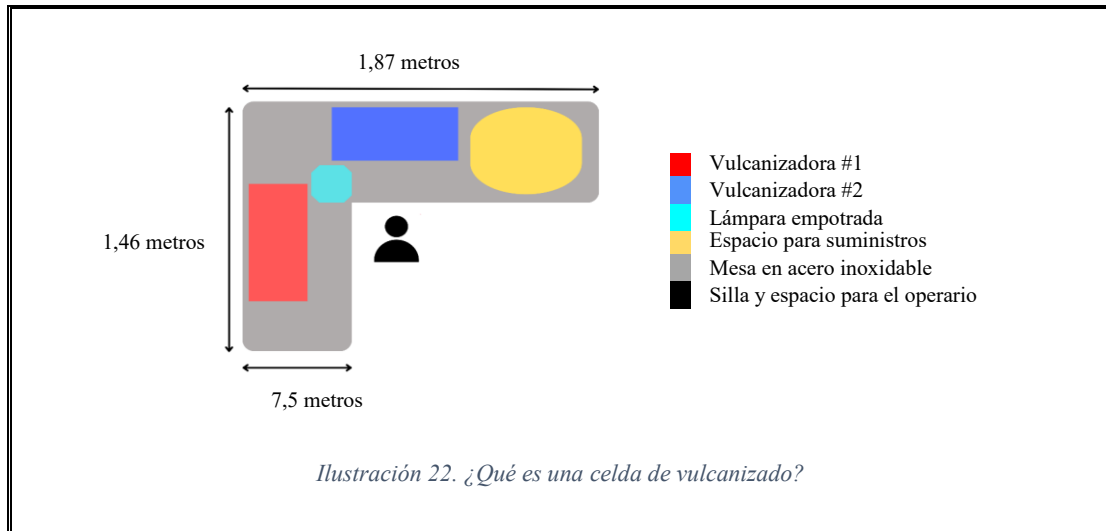 1,87 metros
Vulcanizadora #1
Vulcanizadora #2
Lámpara empotrada
1,46 metros
Espacio para suministros
Mesa en acero inoxidable
Silla y espacio para el operario
7,5 metros
Ilustración 22. ¿Qué es una celda de vulcanizado?